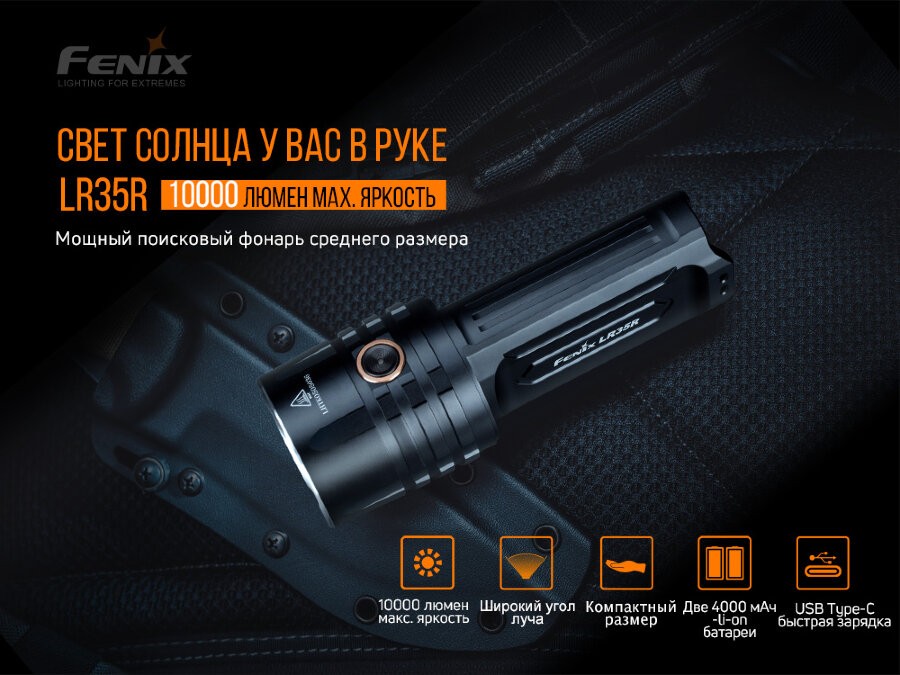 FENIX
LIGHTING FOR EXTREMES
СВЕТ СОЛНЦА У ВАС В РУКЕ
LR35R 10000 ЛЮМЕН MAX. ЯРКОСТЬ
Мощный поисковый фонарь среднего размера
FENIX LR35R
10000 люмен
макс. яркость
Широкий угол
луча
Компактный
размер
Две 4000 мАч
-li-on
батареи
USB Type-C
быстрая зарядка